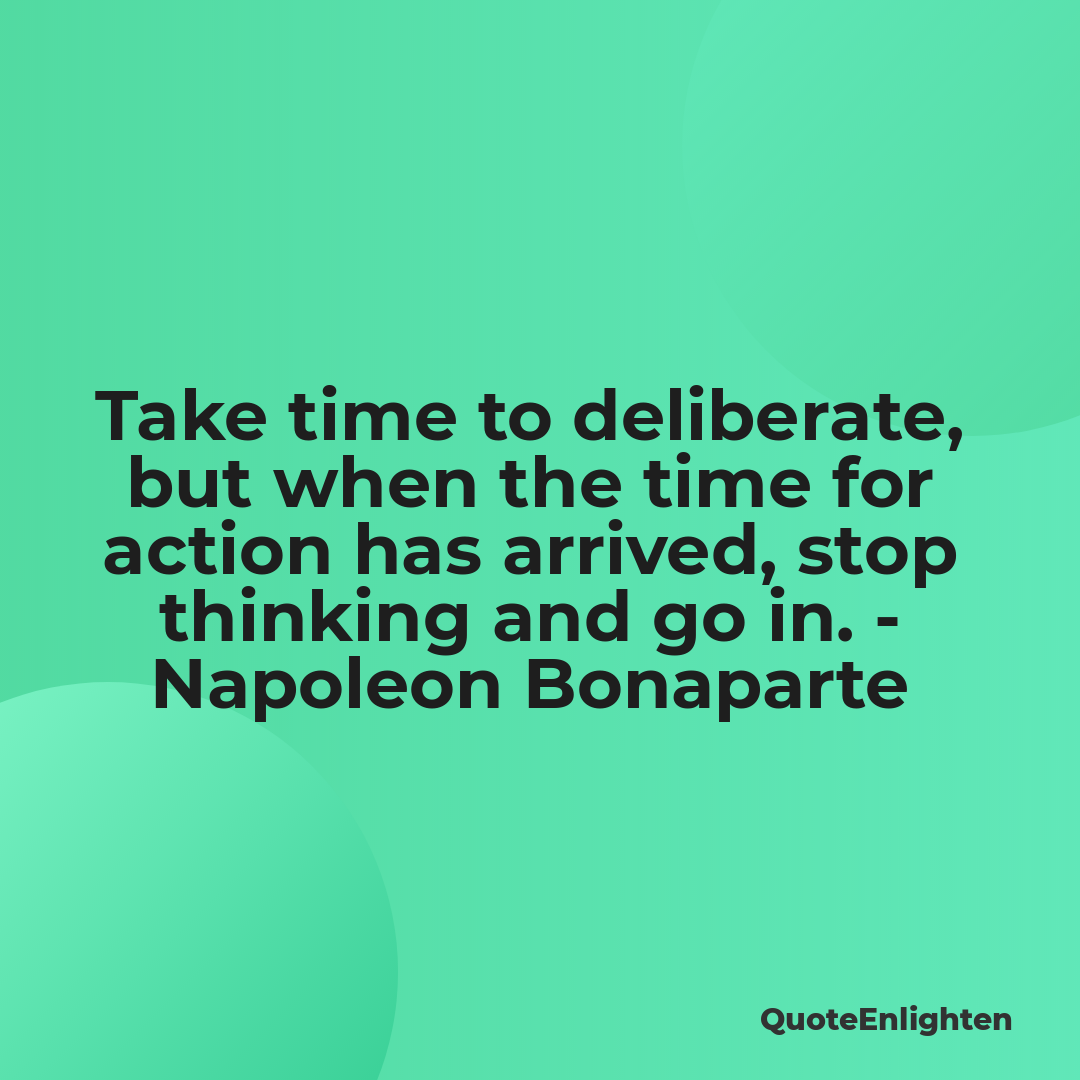 Take time to deliberate,
but when the time for
action has arrived, stop
thinking and go in. -
Napoleon Bonaparte
QuoteEnlighten